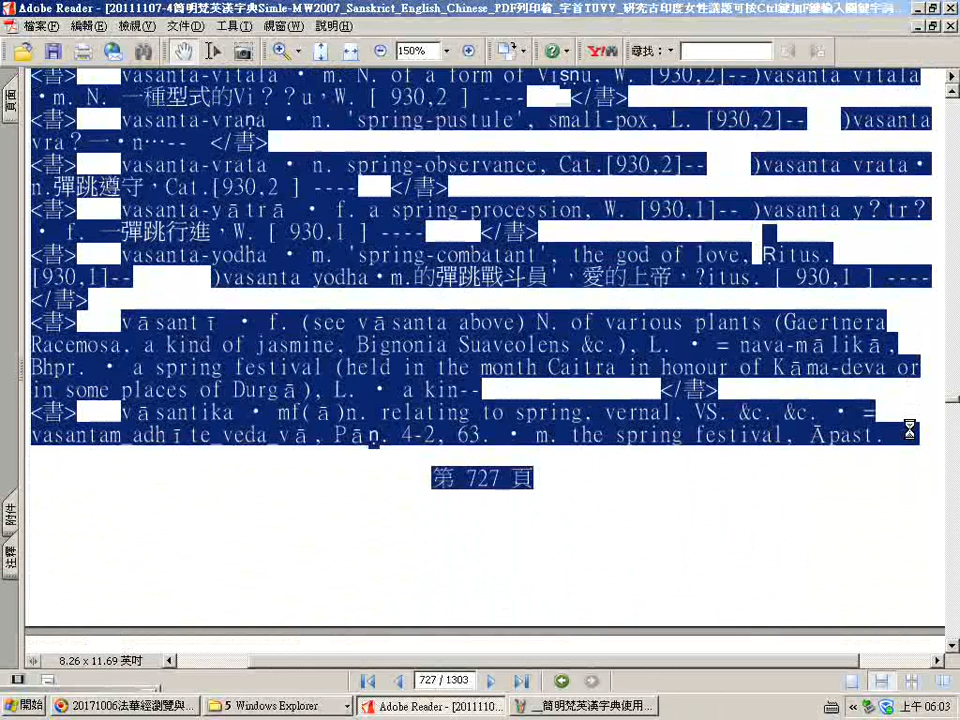 Adobe Reader - [20111107-4簡明梵英漢字典Simle-MW2007_Sanskrict_English_Chinese_PDF列印檔_字首TUVY_研究古印度女性議題可按Ctrl鍵加F鍵輸入關鍵字詞...
檔案(F) 編輯(E) 檢視(V) 文件(D) 工具(T) 視窗(W) 說明(H)
150% 尋找：
頁面
<書> vasanta-vitala ・ m. N. of a form of Viṣṇu, W. [930,2]-- )vasanta vitala
・m. N. 一種型式的Vi？？u，W. [ 930,2 ] ---- </書>
<書> vasanta-vraṇa ・ n. 'spring-pustule', small-pox, L. [930,2]-- )vasanta
vra？一・n…-- </書>
<書> vasanta-vrata ・ n. spring-observance, Cat.[930,2]-- )vasanta vrata・
n.彈跳遵守，Cat.[930,2 ] ---- </書>
<書> vasanta-yātrā ・ f. a spring-procession, W. [930,1]-- )vasanta y？tr？
・ f. 一彈跳行進，W. [ 930,1 ] ---- </書>
<書> vasanta-yodha ・ m. 'spring-combatant', the god of love, Ṛitus.
[930,1]-- )vasanta yodha・m.的彈跳戰斗員'，愛的上帝，?itus. [ 930,1 ] ----
</書>
<書> vāsantī ・ f. (see vāsanta above) N. of various plants (Gaertnera
Racemosa, a kind of jasmine, Bignonia Suaveolens &c.), L. ・ = nava-mālikā,
Bhpr. ・ a spring festival (held in the month Caitra in honour of Kāma-deva or
in some places of Durgā), L. ・ a kin-- </書>
<書> vāsantika ・ mf(ā)n. relating to spring, vernal, VS. &c. &c. ・ =
vasantam_adhīte_veda_vā, Pāṇ. 4-2, 63. ・ m. the spring festival, Āpast.
第 727 頁
附件
注釋
8.26 x 11.69 英吋
727 / 1303
開始 20171006法華經瀏覽與... 5 Windows Explorer Adobe Reader - [2011110... __簡明梵英漢字典使用... 上午 06:03